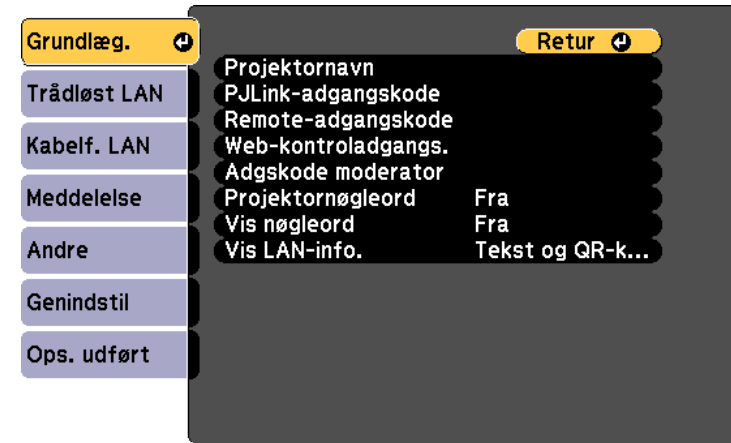 Grundlæg.
Retur
Projektornavn
Trådløst LAN
PJLink-adgangskode
Remote-adgangskode
Kabelf. LAN
Web-kontroladgangs.
Adgskode moderator
Meddelelse
Projektornøgleord Fra
Vis nøgleord Fra
Andre
Vis LAN-info. Tekst og QR-k...
Genindstil
Ops. udført